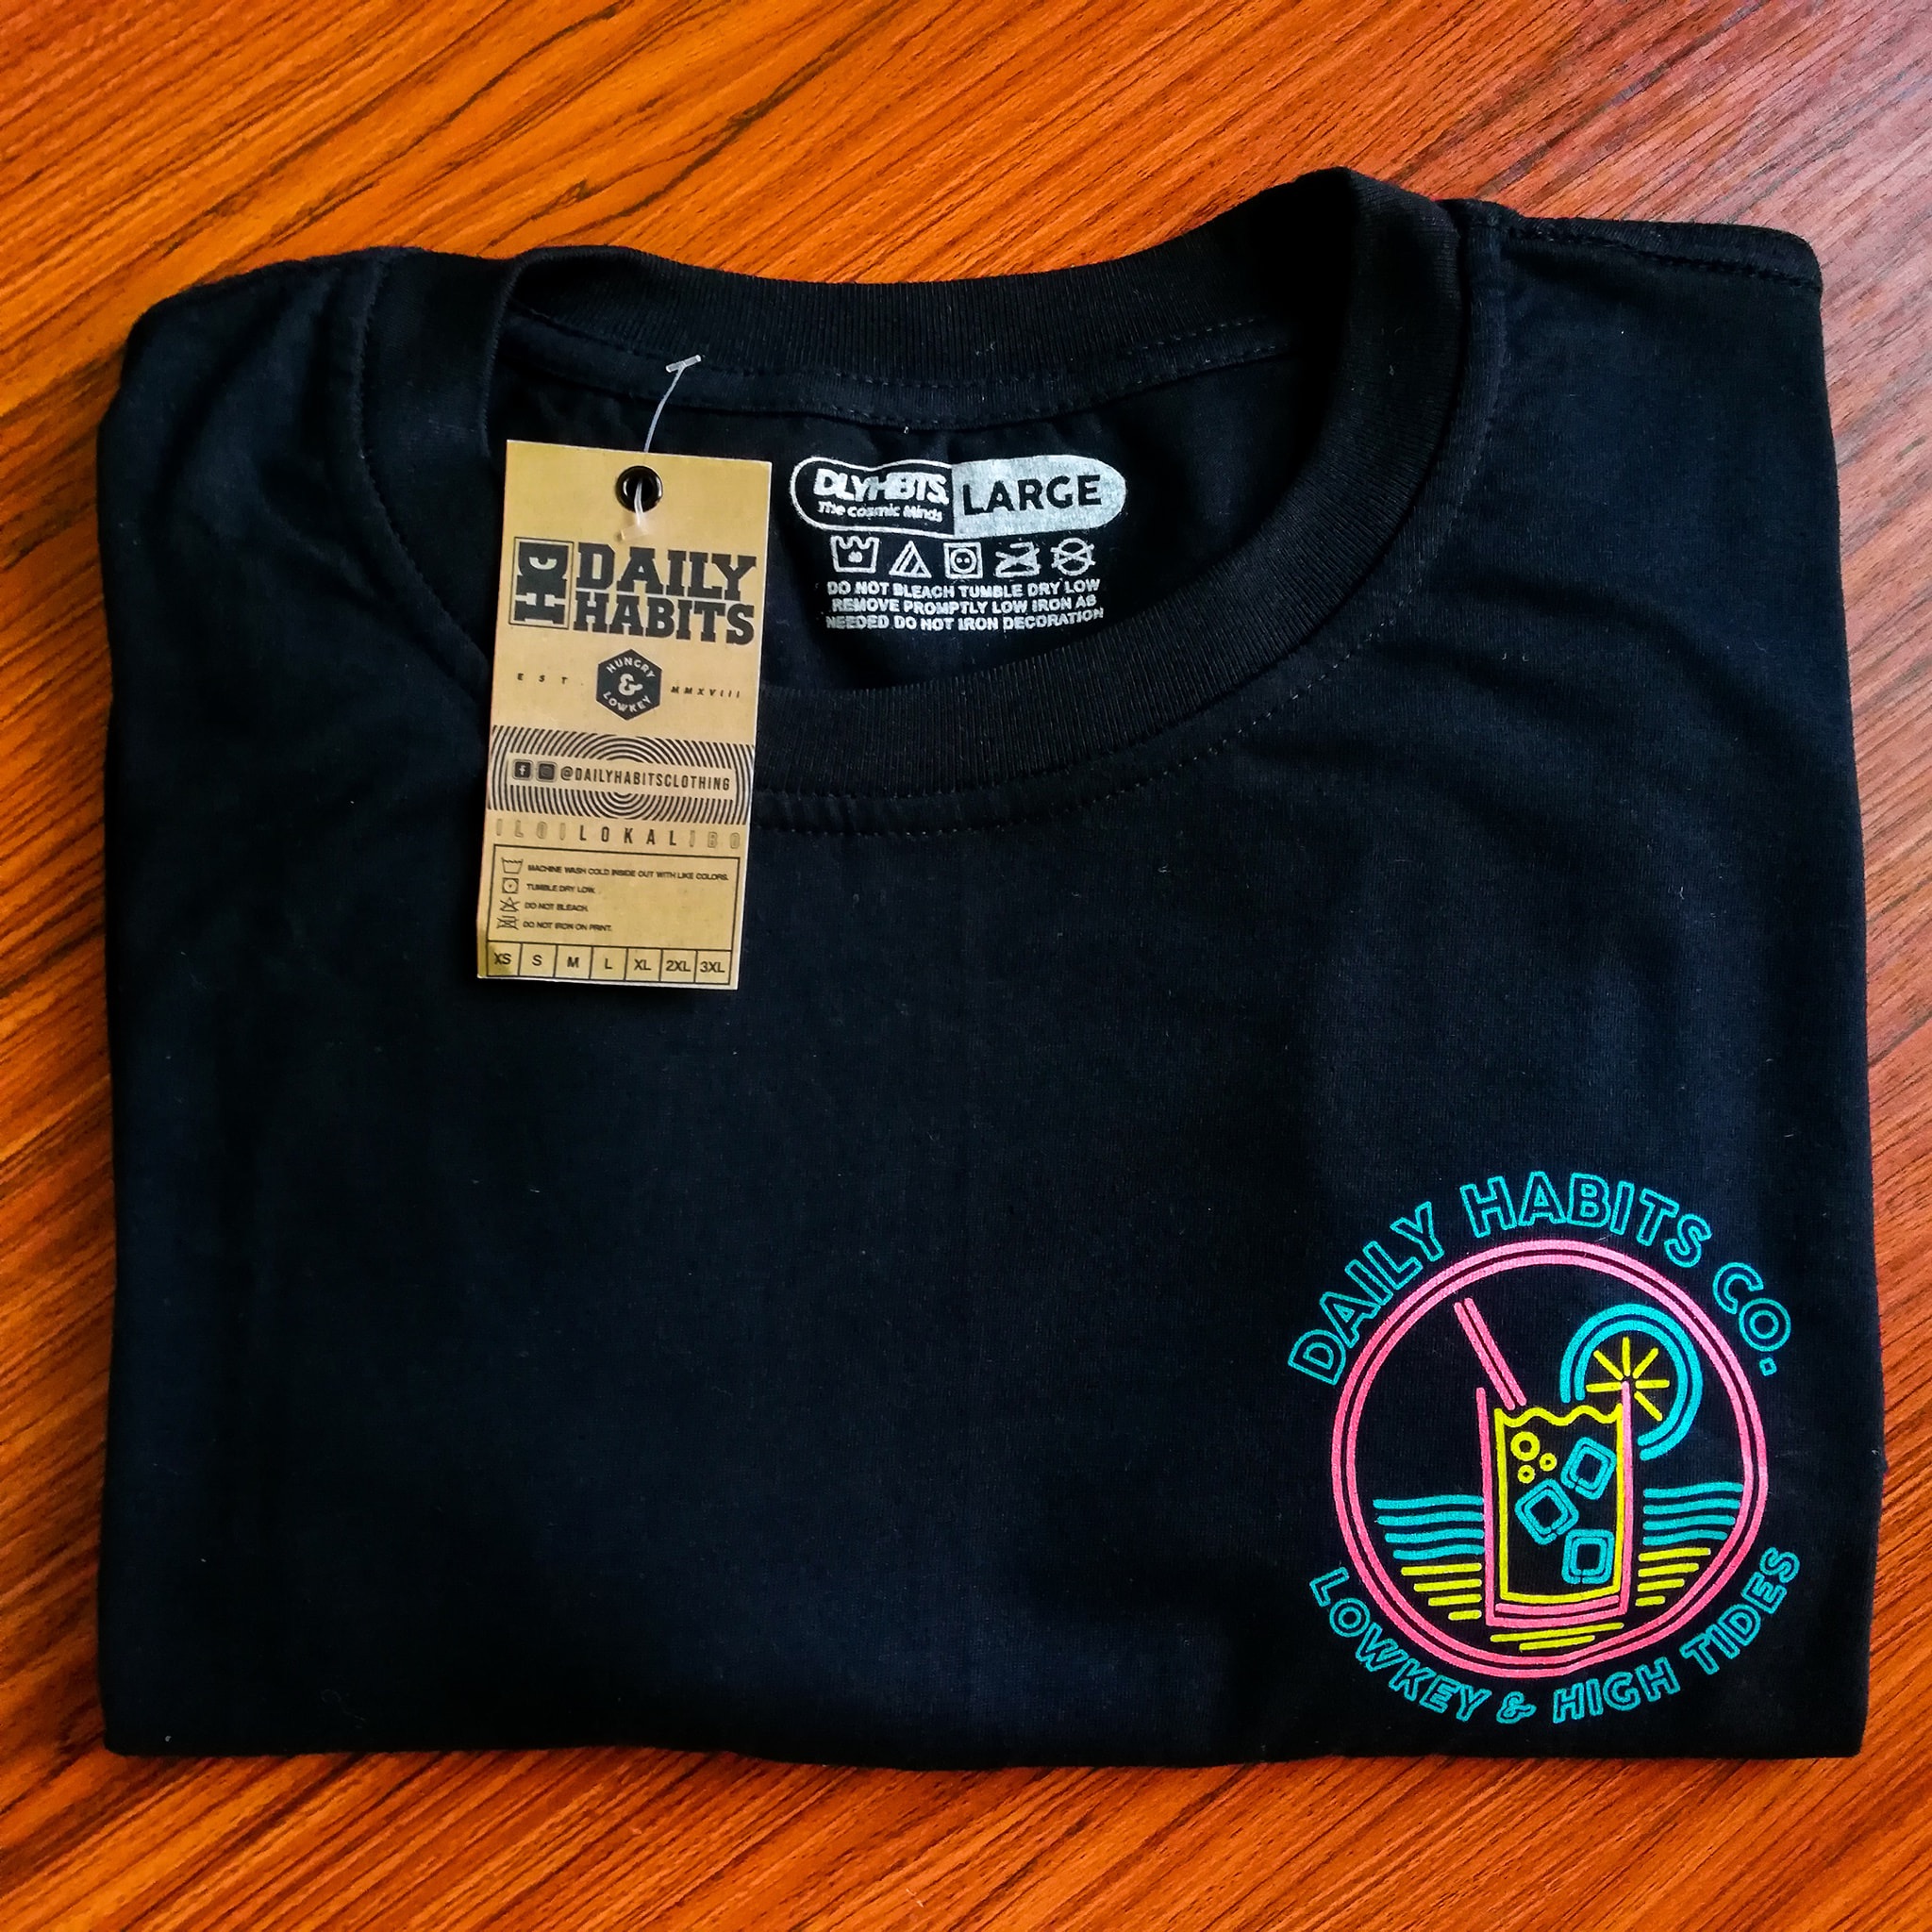 DLYHBTS.
The cosmic Minds
LARGE
DO NOT BLEACH TUMBLE DRY LOW
REMOVE PROMPTLY LOW IRON AS
NEEDED DO NOT IRON DECORATION
HD
DAILY
HABITS
EST. MMXVIII
HUNGRY
&
LOWKEY
@DAILYHABITSCLOTHING
ILOILOKALJRO
MACHINE WASH COLD INSIDE OUT WITH LIKE COLORS.
TUMBLE DRY LOW.
DO NOT BLEACH.
DO NOT IRON ON PRINT.
XS S M L XL 2XL 3XL
DAILY HABITS CO.
LOWKEY & HIGH TIDES